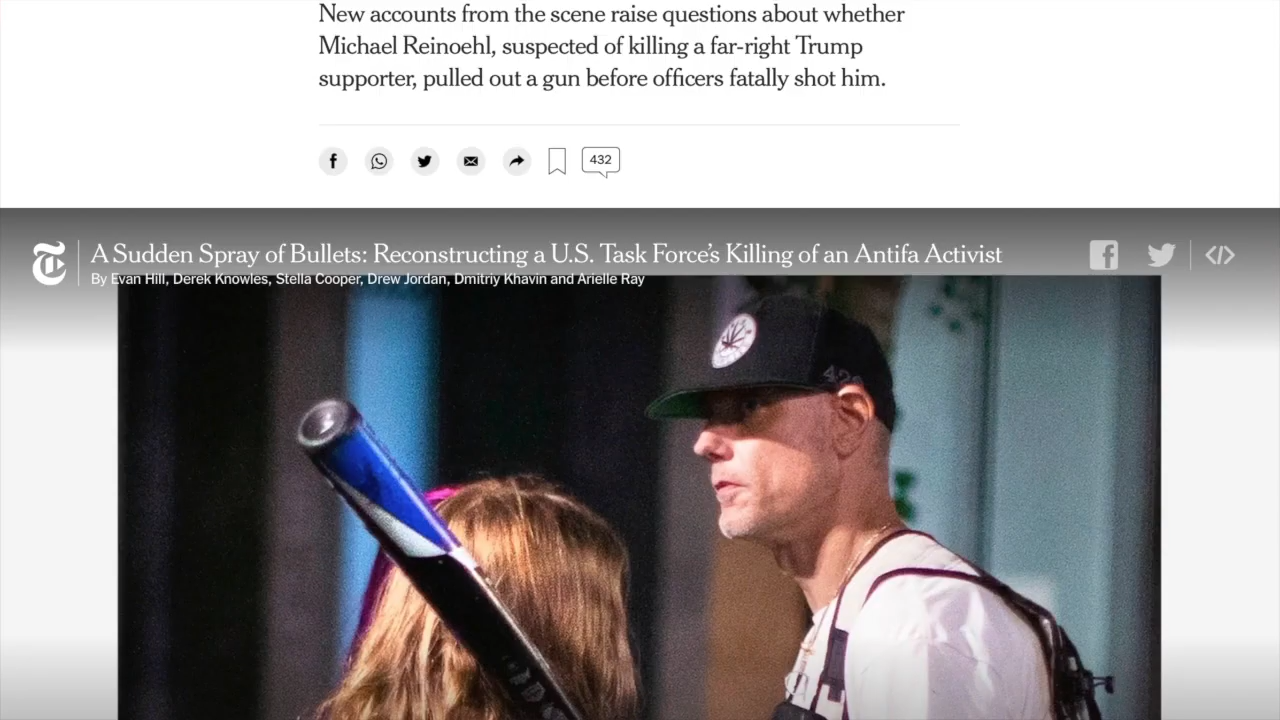 New accounts from the scene raise questions about whether
Michael Reinoehl, suspected of killing a far-right Trump
supporter, pulled out a gun before officers fatally shot him.
432
A Sudden Spray of Bullets: Reconstructing a U.S. Task Force’s Killing of an Antifa Activist
By Evan Hill, Derek Knowles, Stella Cooper, Drew Jordan, Dmitriy Khavin and Arielle Ray
420